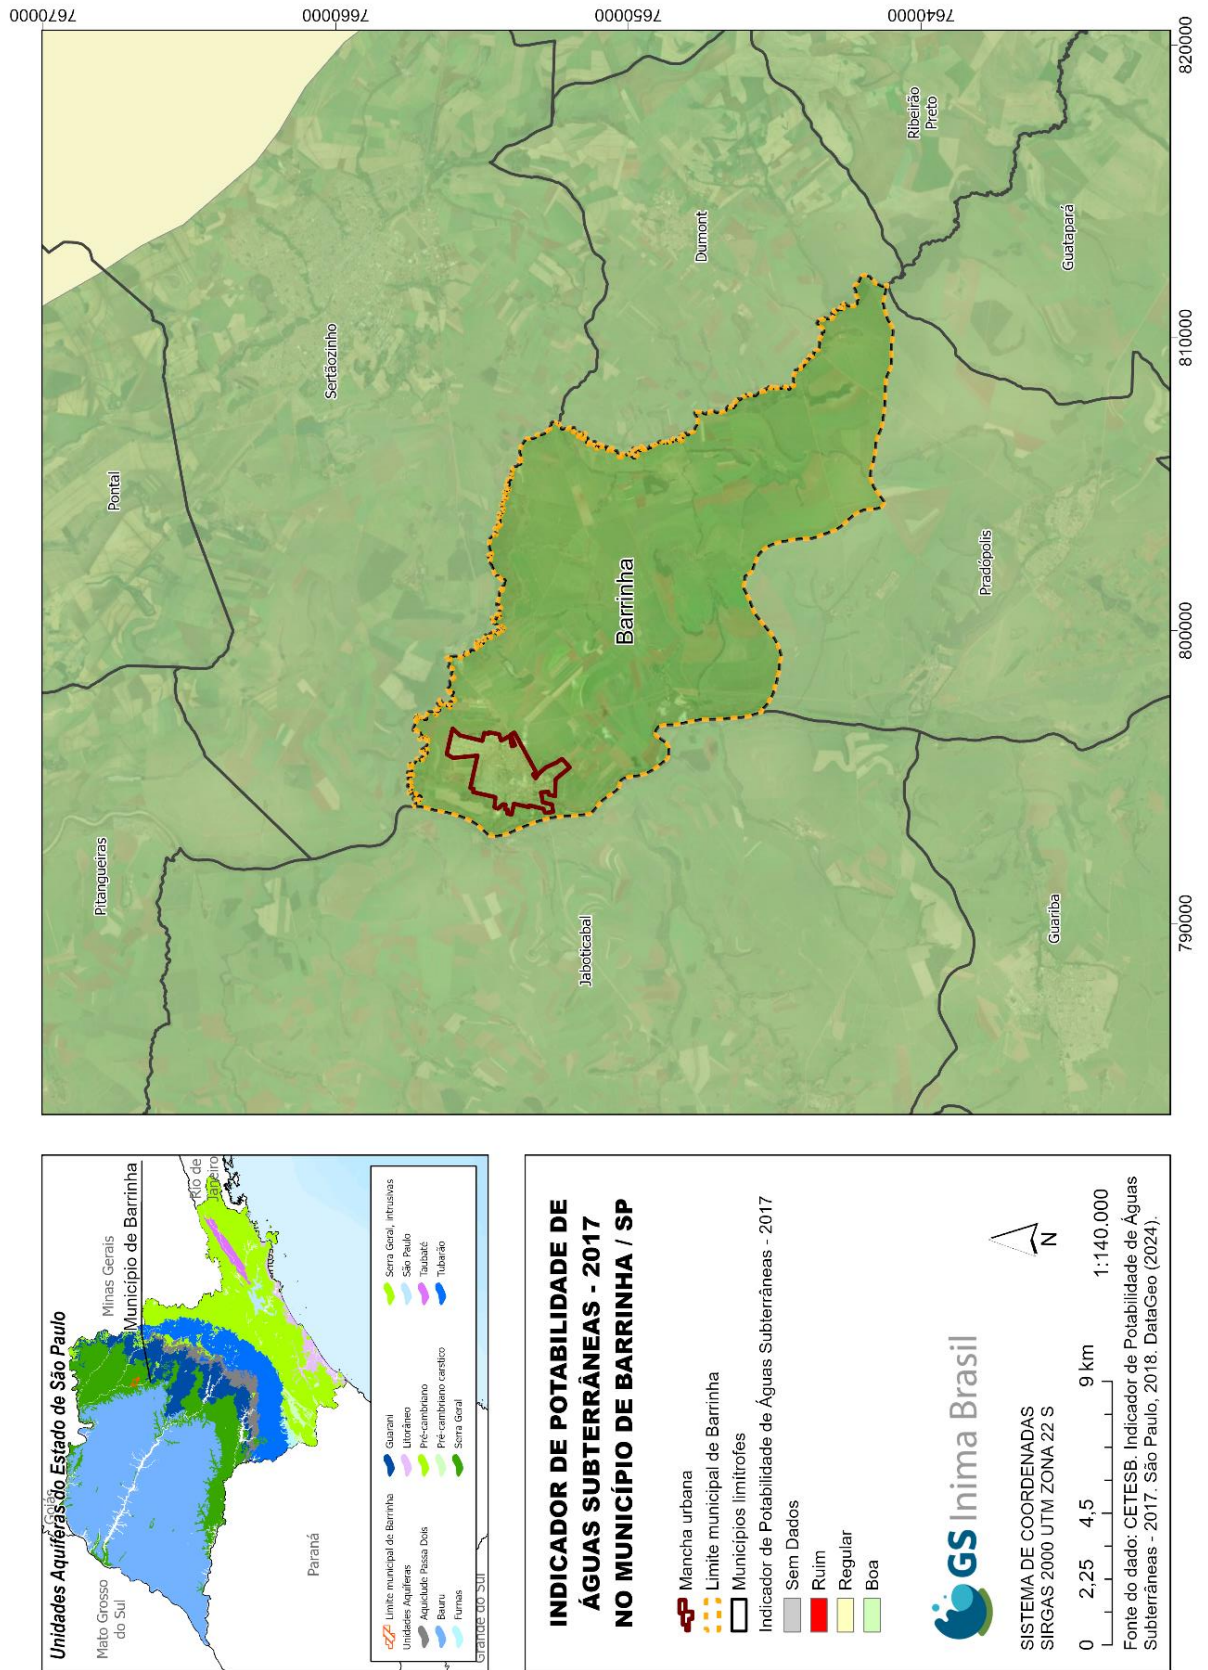 Unidades Aquíferas do Estado de São Paulo
Goiás
Minas Gerais
Município de Barrinha
Mato Grosso
do Sul
Rio de
Janeiro
Paraná
Grande do Sul
Limite municipal de Barrinha
Unidades Aquíferas
Aquiclude Passa Dois
Bauru
Furnas
Guarani
Litorâneo
Pré-cambriano
Pré-cambriano carstico
Serra Geral
Serra Geral, intrusivas
São Paulo
Taubaté
Tubarão
INDICADOR DE POTABILIDADE DE
ÁGUAS SUBTERRÂNEAS - 2017
NO MUNICÍPIO DE BARRINHA / SP
Mancha urbana
Limite municipal de Barrinha
Municípios limítrofes
Indicador de Potabilidade de Águas Subterrâneas - 2017
Sem Dados
Ruim
Regular
Boa
GS Inima Brasil
N
SISTEMA DE COORDENADAS
SIRGAS 2000 UTM ZONA 22 S
0 2,25 4,5 9 km
1:140.000
Fonte do dado: CETESB. Indicador de Potabilidade de Águas
Subterrâneas - 2017. São Paulo, 2018. DataGeo (2024).
Pitangueiras
Pontal
Sertãozinho
Jaboticabal
Barrinha
Dumont
Ribeirão
Preto
Guariba
Pradópolis
Guatapará
790000
800000
810000
820000
7670000
7660000
7650000
7640000